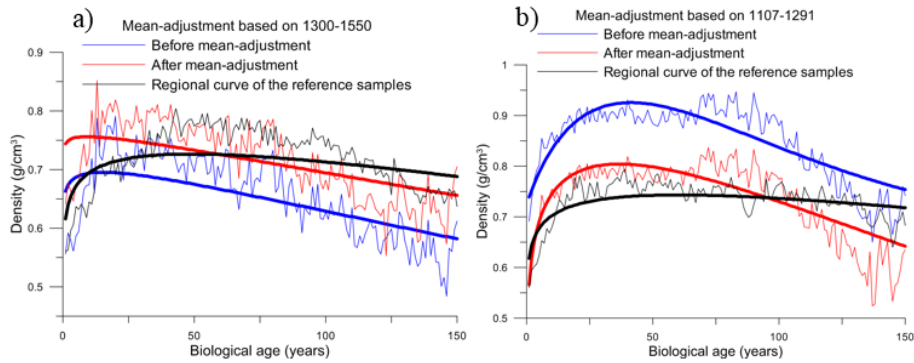 a)
Mean-adjustment based on 1300-1550
Before mean-adjustment
After mean-adjustment
Regional curve of the reference samples
0.9
0.8
0.7
0.6
0.5
Density (g/cm³)
0 50 100 150
Biological age (years)
b)
Mean-adjustment based on 1107-1291
Before mean-adjustment
After mean-adjustment
Regional curve of the reference samples
1
0.9
0.8
0.7
0.6
0.5
Density (g/cm³)
0 50 100 150
Biological age (years)